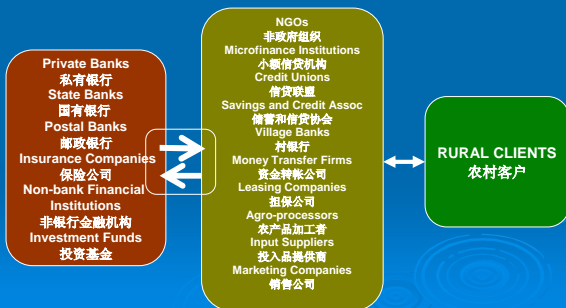 Private Banks
私有银行
State Banks
国有银行
Postal Banks
邮政银行
Insurance Companies
保险公司
Non-bank Financial
Institutions
非银行金融机构
Investment Funds
投资基金
NGOs
非政府组织
Microfinance Institutions
小额信贷机构
Credit Unions
信贷联盟
Savings and Credit Assoc
储蓄和信贷协会
Village Banks
村银行
Money Transfer Firms
资金转帐公司
Leasing Companies
担保公司
Agro-processors
农产品加工者
Input Suppliers
投入品提供商
Marketing Companies
销售公司
RURAL CLIENTS
农村客户